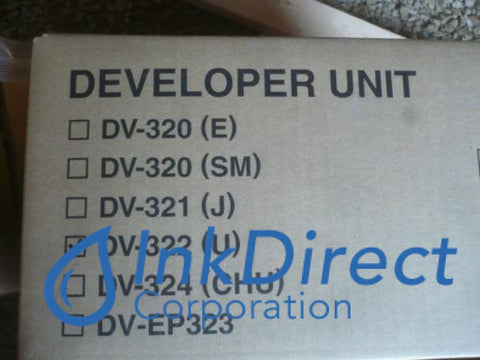 DEVELOPER UNIT
DV-320 (E)
DV-320 (SM)
DV-321 (J)
DV-322 (U)
InkDirect
DV-324 (CHU)
Corporation
DV-EP323